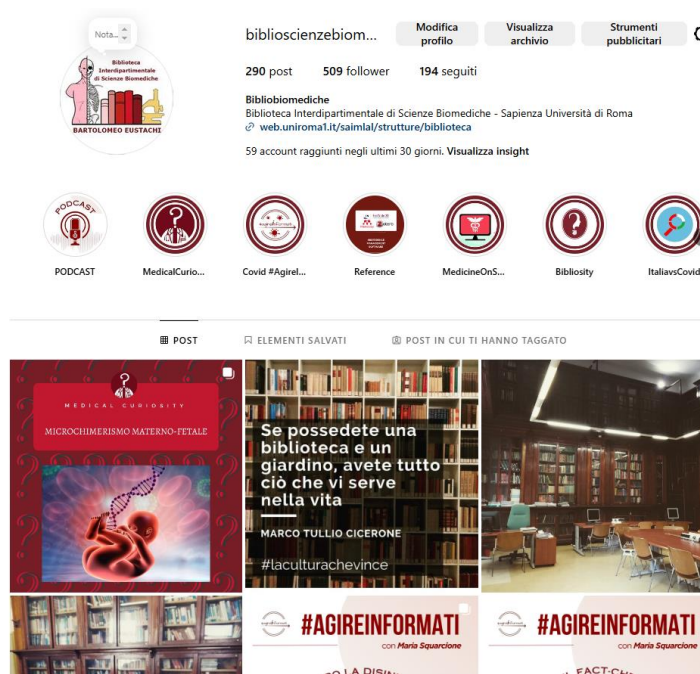 Nota...
Biblioteca
Interdipartimentale
di Scienze Biomediche
BARTOLOMEO EUSTACHI
biblioscienzebiom...
Modifica
profilo
Visualizza
archivio
Strumenti
pubblicitari
290 post 509 follower 194 seguiti
Bibliobiomediche
Biblioteca Interdipartimentale di Scienze Biomediche - Sapienza Università di Roma
web.uniroma1.it/saimlal/strutture/biblioteca
59 account raggiunti negli ultimi 30 giorni. Visualizza insight
PODCAST
PODCAST
MedicalCurio...
Covid #Agirel...
Reference
MedicineOnS...
Bibliosity
ItaliavsCovid
POST
ELEMENTI SALVATI
POST IN CUI TI HANNO TAGGATO
MEDICAL CURIOSITY
MICROCHIMERISMO MATERNO-FETALE
Se possedete una
biblioteca e un
giardino, avete tutto
ciò che vi serve
nella vita
MARCO TULLIO CICERONE
#laculturachevince
#AGIREINFORMATI
con Maria Squarcione
#AGIREINFORMATI
con Maria Squarcione